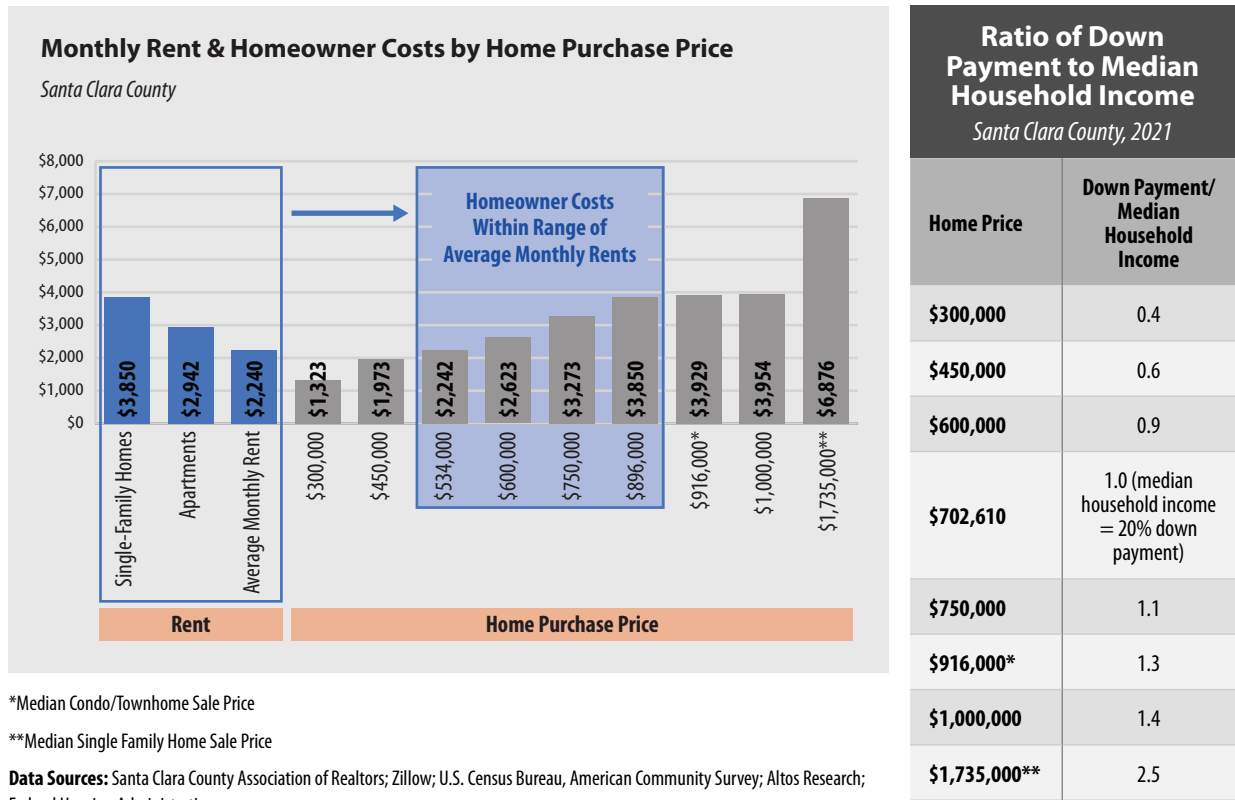 Monthly Rent & Homeowner Costs by Home Purchase Price
Santa Clara County
$8,000
$7,000
$6,000
$5,000
$4,000
$3,000
$2,000
$1,000
$0
Homeowner Costs
Within Range of
Average Monthly Rents
$3,850
$2,942
$2,240
$1,323
$1,973
$2,242
$2,623
$3,273
$3,850
$3,929
$3,954
$6,876
Single-Family Homes
Apartments
Average Monthly Rent
$300,000
$450,000
$534,000
$600,000
$750,000
$896,000
$916,000*
$1,000,000
$1,735,000**
Rent
Home Purchase Price
*Median Condo/Townhome Sale Price
**Median Single Family Home Sale Price
Data Sources: Santa Clara County Association of Realtors; Zillow; U.S. Census Bureau, American Community Survey; Altos Research;
Ratio of Down
Payment to Median
Household Income
Santa Clara County, 2021
Home Price
Down Payment/
Median
Household
Income
$300,000
0.4
$450,000
0.6
$600,000
0.9
$702,610
1.0 (median
household income
= 20% down
payment)
$750,000
1.1
$916,000*
1.3
$1,000,000
1.4
$1,735,000**
2.5